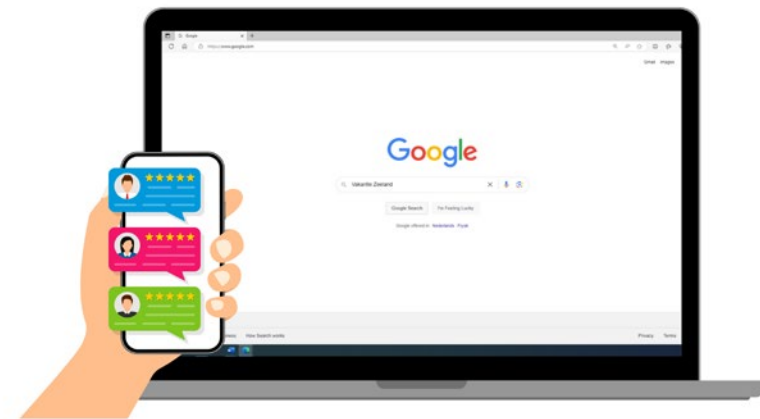 Google
https://www.google.com
Gmail Images
Google
Vakantie Zeeland
Google Search I'm Feeling Lucky
Google offered in: Nederlands Frysk
How Search works
Privacy Terms